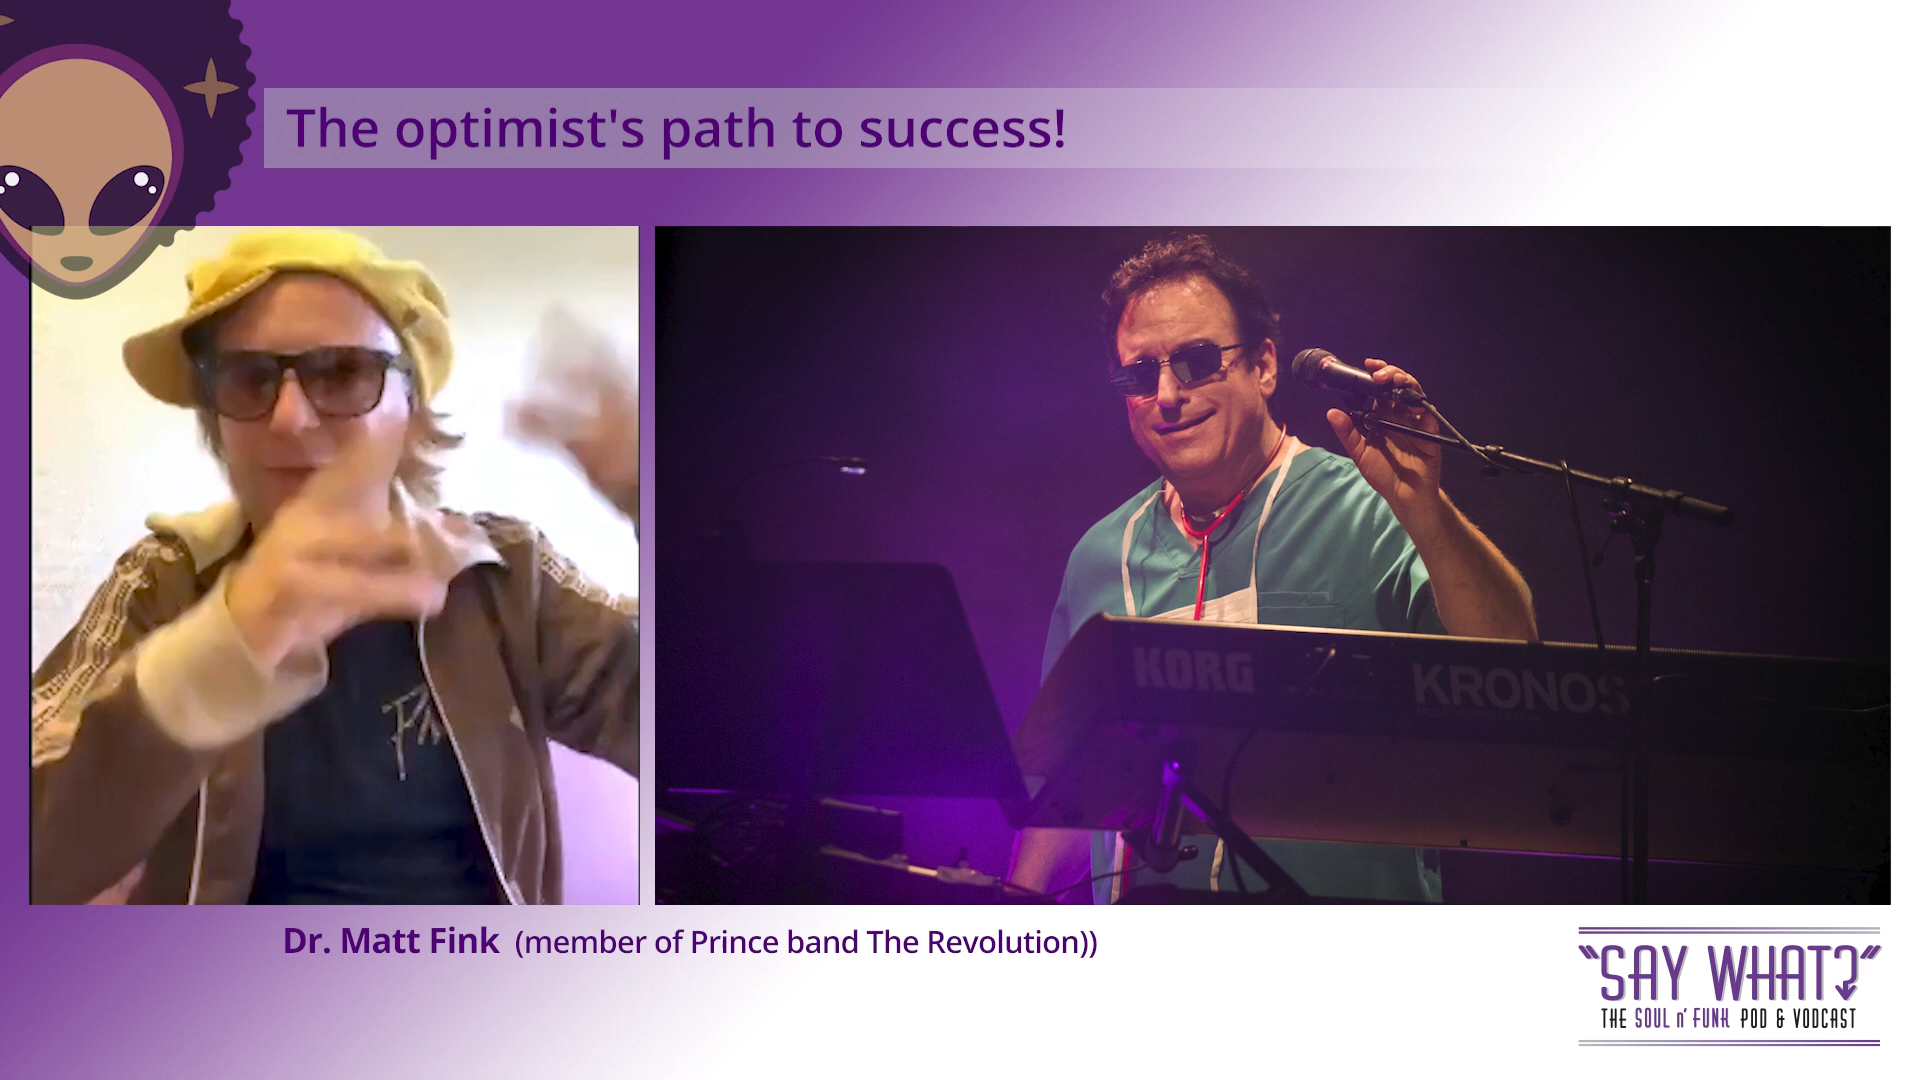 The optimist's path to success!
KORG
KRONOS
Dr. Matt Fink (member of Prince band The Revolution))
"SAY WHAT?"
THE SOUL n' FUNK POD & VODCAST